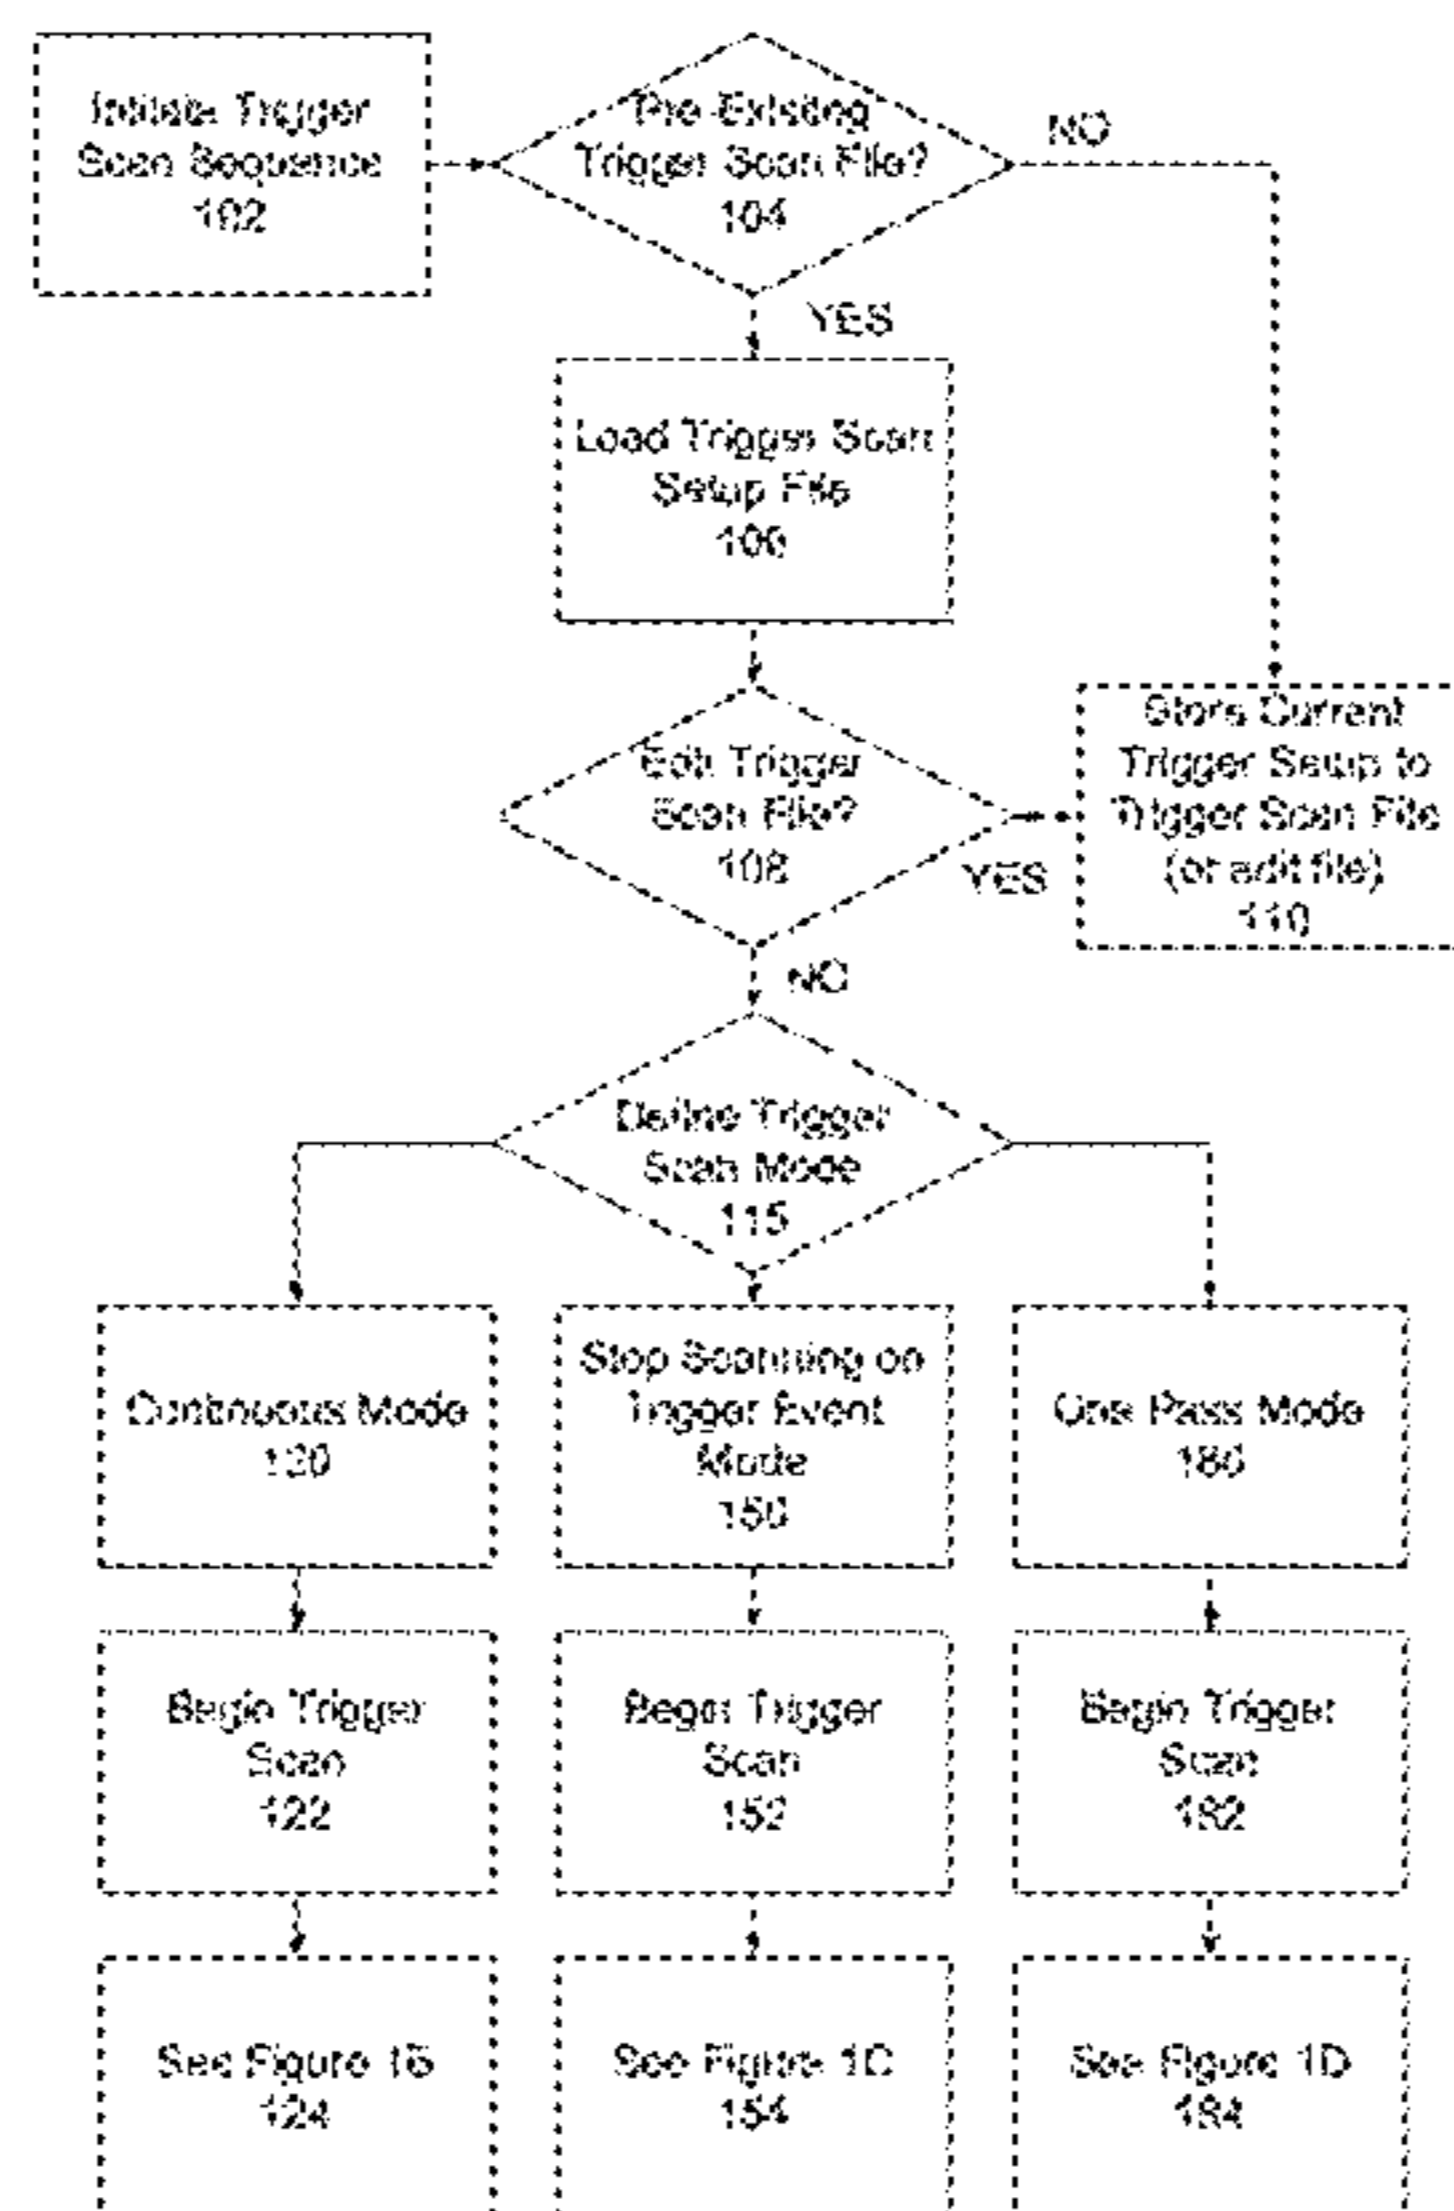 Initiate Trigger
Scan Sequence
102
Pre-Existing
Trigger Scan File?
104
NO
YES
Load Trigger Scan
Setup File
106
Edit Trigger
Scan File?
108
YES
Store Current
Trigger Setup to
Trigger Scan File
(or edit file)
110
NO
Define Trigger
Scan Mode
115
Continuous Mode
120
Stop Scanning on
Trigger Event
Mode
150
One Pass Mode
180
Begin Trigger
Scan
122
Begin Trigger
Scan
152
Begin Trigger
Scan
182
See Figure 1B
124
See Figure 1C
154
See Figure 1D
184